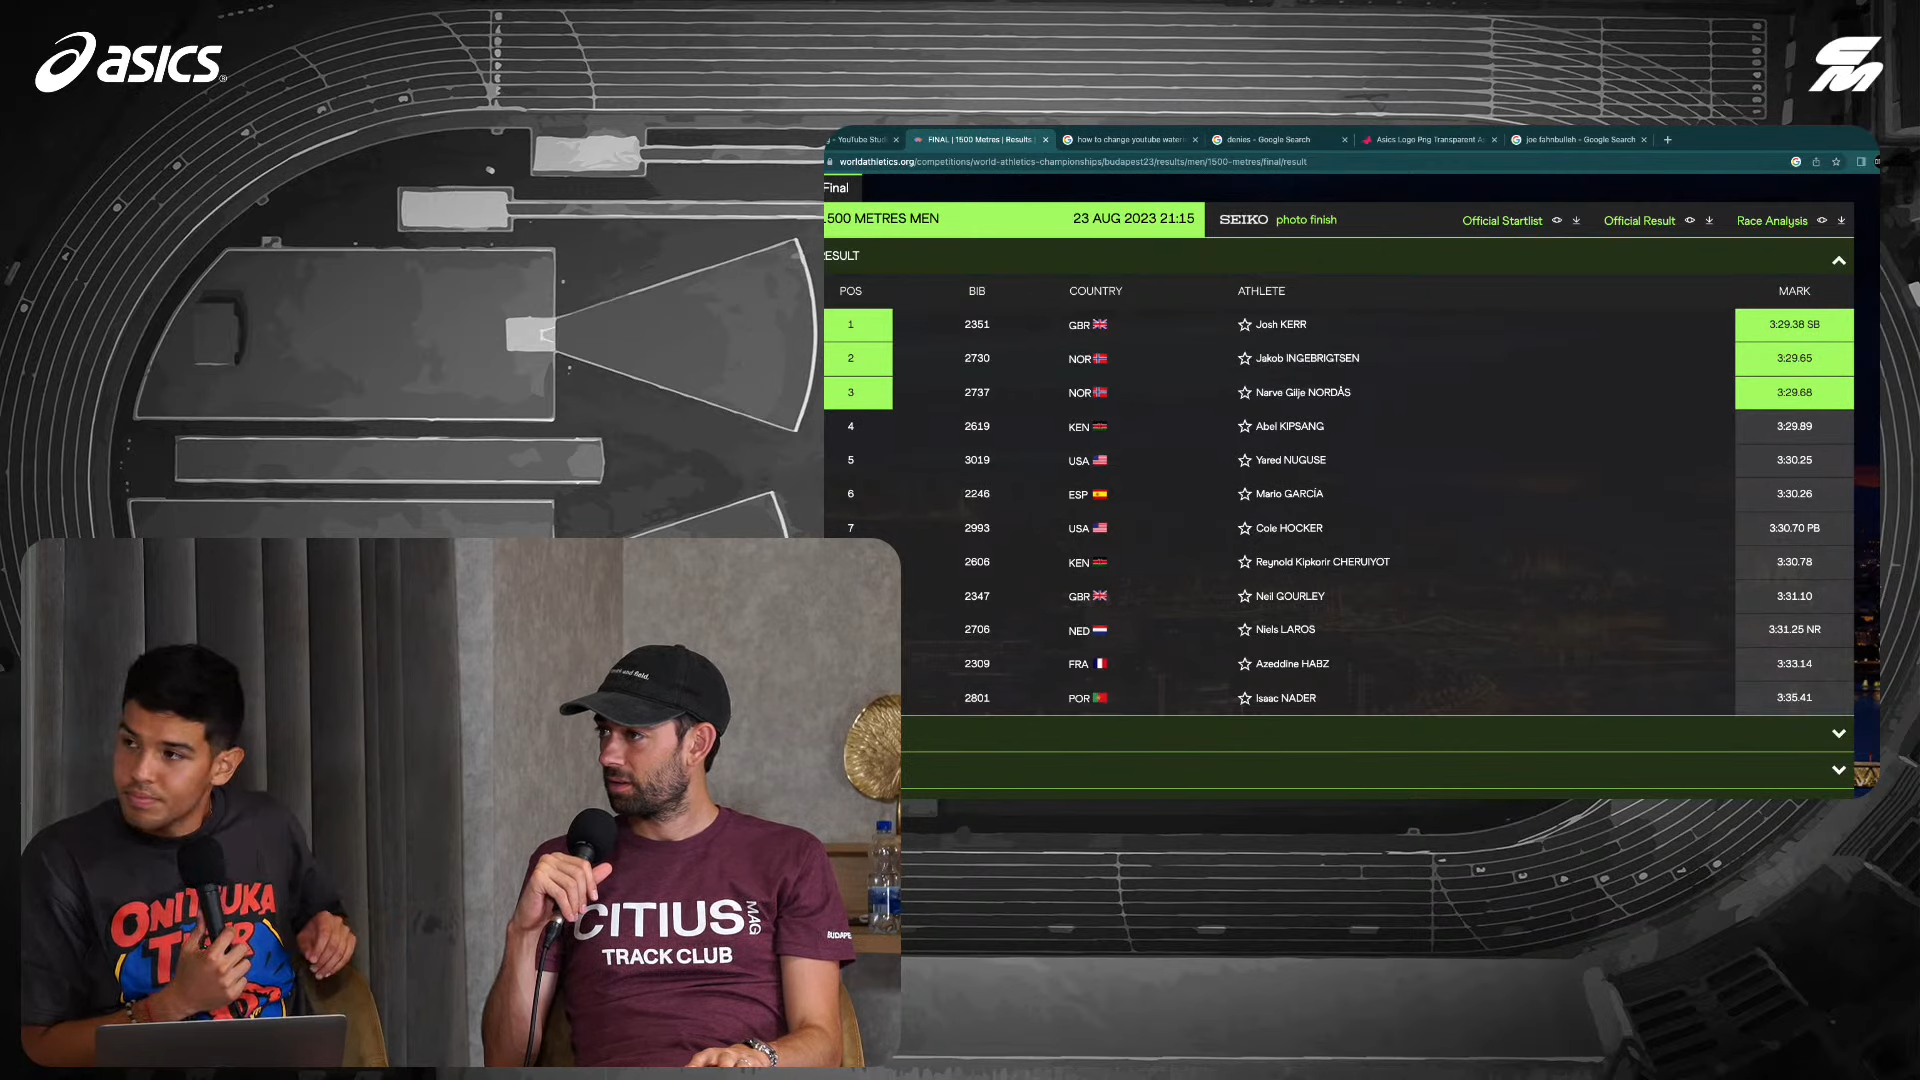 asics
SM
YouTube Stud
FINAL | 1500 Metres | Results
how to change youtube water
denies - Google Search
Asics Logo Png Transparent
joe fahnbulleh - Google Search
worldathletics.org/competitions/world-athletics-championships/budapest23/results/men/1500-metres/final/result
Final
500 METRES MEN 23 AUG 2023 21:15 SEIKO photo finish Official Startlist Official Result Race Analysis
RESULT
POS BIB COUNTRY ATHLETE MARK
1 2351 GBR Josh KERR 3:29.38 SB
2 2730 NOR Jakob INGEBRIGTSEN 3:29.65
3 2737 NOR Narve Gilje NORDÅS 3:29.68
4 2619 KEN Abel KIPSANG 3:29.89
5 3019 USA Yared NUGUSE 3:30.25
6 2246 ESP Mario GARCÍA 3:30.26
7 2993 USA Cole HOCKER 3:30.70 PB
2606 KEN Reynold Kipkorir CHERUIYOT 3:30.78
2347 GBR Neil GOURLEY 3:31.10
2706 NED Niels LAROS 3:31.25 NR
2309 FRA Azeddine HABZ 3:33.14
2801 POR Isaac NADER 3:35.41
and field.
CITIUS MAG
TRACK CLUB
BUDAPE